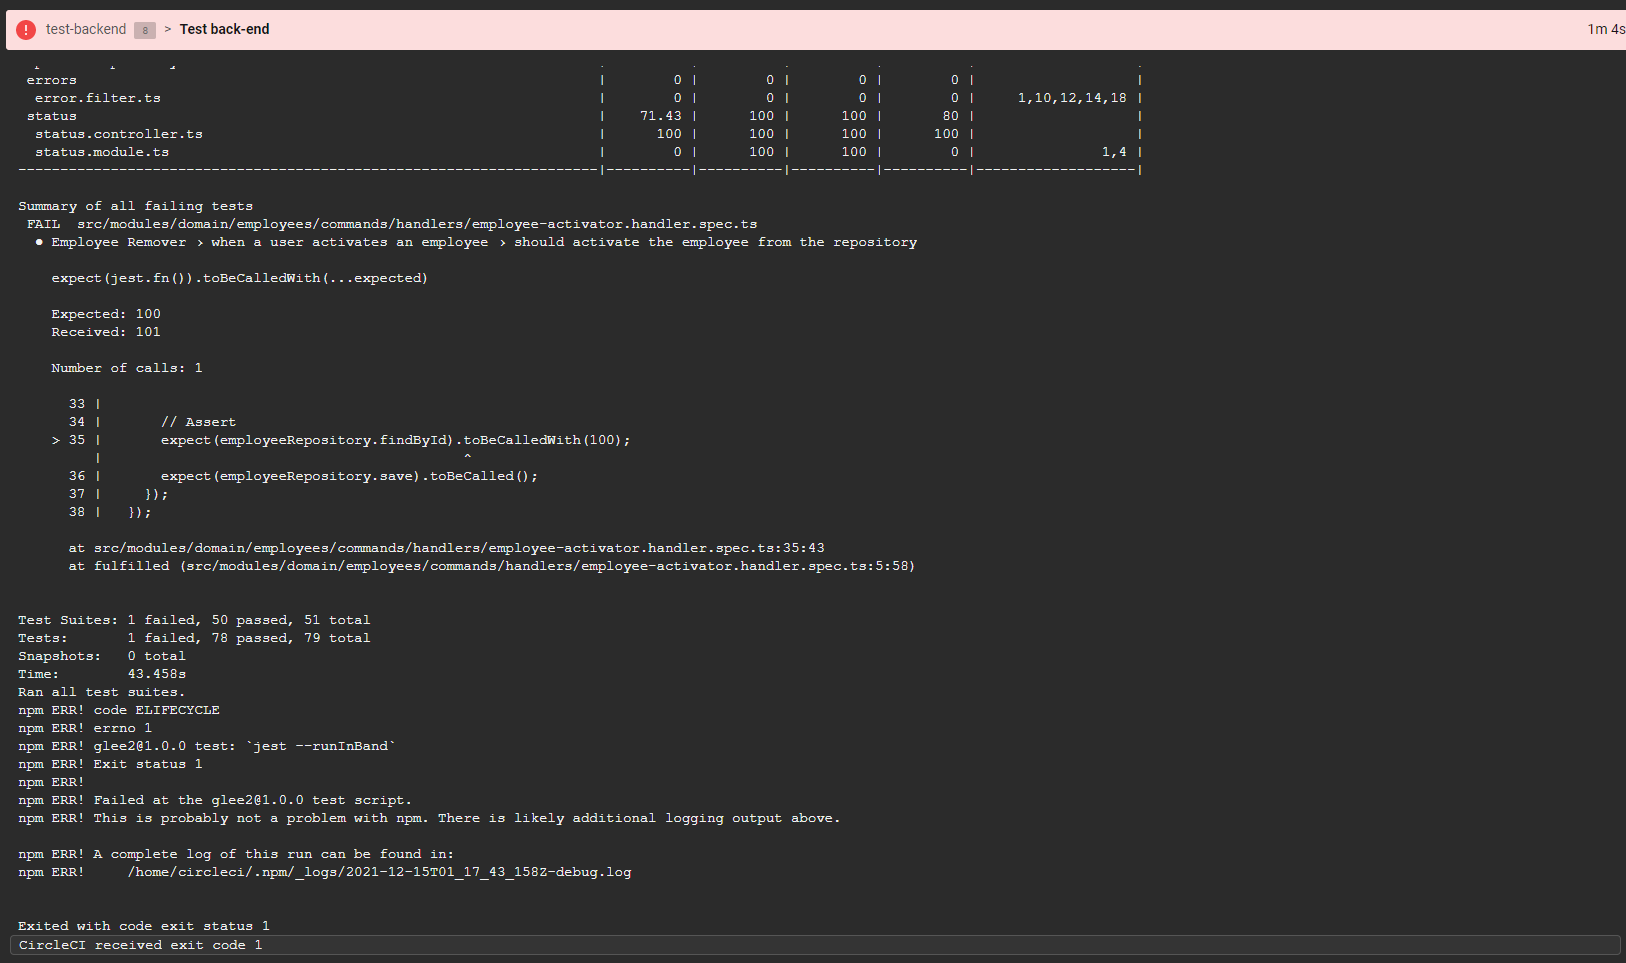 ! test-backend 8 > Test back-end 1m 4s
errors | 0 | 0 | 0 | 0 | |
error.filter.ts | 0 | 0 | 0 | 0 | 1,10,12,14,18 |
status | 71.43 | 100 | 100 | 80 | |
status.controller.ts | 100 | 100 | 100 | 100 | |
status.module.ts | 0 | 100 | 100 | 0 | 1,4 |
---------------------------------------------------------------------|----------|----------|----------|----------|-------------------|
Summary of all failing tests
FAIL src/modules/domain/employees/commands/handlers/employee-activator.handler.spec.ts
● Employee Remover › when a user activates an employee › should activate the employee from the repository
expect(jest.fn()).toBeCalledWith(...expected)
Expected: 100
Received: 101
Number of calls: 1
33 |
34 | // Assert
> 35 | expect(employeeRepository.findById).toBeCalledWith(100);
| ^
36 | expect(employeeRepository.save).toBeCalled();
37 | });
38 | });
at src/modules/domain/employees/commands/handlers/employee-activator.handler.spec.ts:35:43
at fulfilled (src/modules/domain/employees/commands/handlers/employee-activator.handler.spec.ts:5:58)
Test Suites: 1 failed, 50 passed, 51 total
Tests: 1 failed, 78 passed, 79 total
Snapshots: 0 total
Time: 43.458s
Ran all test suites.
npm ERR! code ELIFECYCLE
npm ERR! errno 1
npm ERR! glee2@1.0.0 test: `jest --runInBand`
npm ERR! Exit status 1
npm ERR!
npm ERR! Failed at the glee2@1.0.0 test script.
npm ERR! This is probably not a problem with npm. There is likely additional logging output above.
npm ERR! A complete log of this run can be found in:
npm ERR! /home/circleci/.npm/_logs/2021-12-15T01_17_43_158Z-debug.log
Exited with code exit status 1
CircleCI received exit code 1